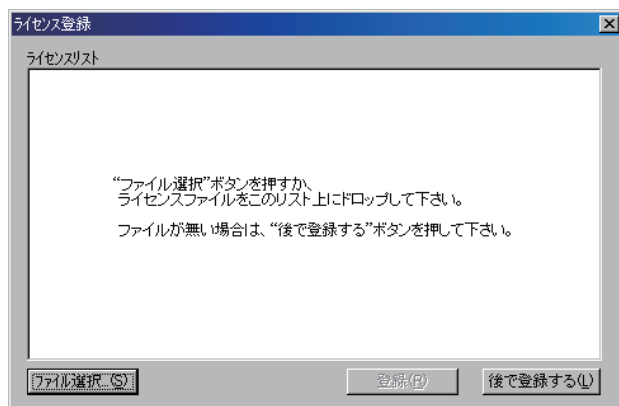 ライセンス登録
ライセンスリスト
“ファイル選択”ボタンを押すか、
ライセンスファイルをこのリスト上にドロップして下さい。
ファイルが無い場合は、“後で登録する”ボタンを押して下さい。
ファイル選択...(S) 登録(R) 後で登録する(L)